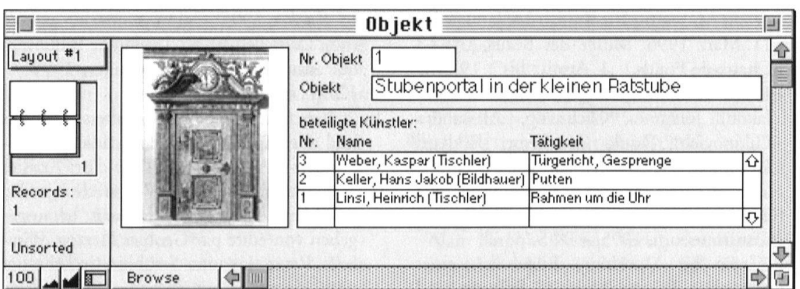 Objekt
Layout #1
1
Records:
1
Unsorted
Nr. Objekt 1
Objekt Stubenportal in der kleinen Ratstube
beteiligte Künstler:
Nr. Name Tätigkeit
3 Weber, Kaspar (Tischler) Türgericht, Gesprenge
2 Keller, Hans Jakob (Bildhauer) Putten
1 Linsi, Heinrich (Tischler) Rahmen um die Uhr
100 Browse